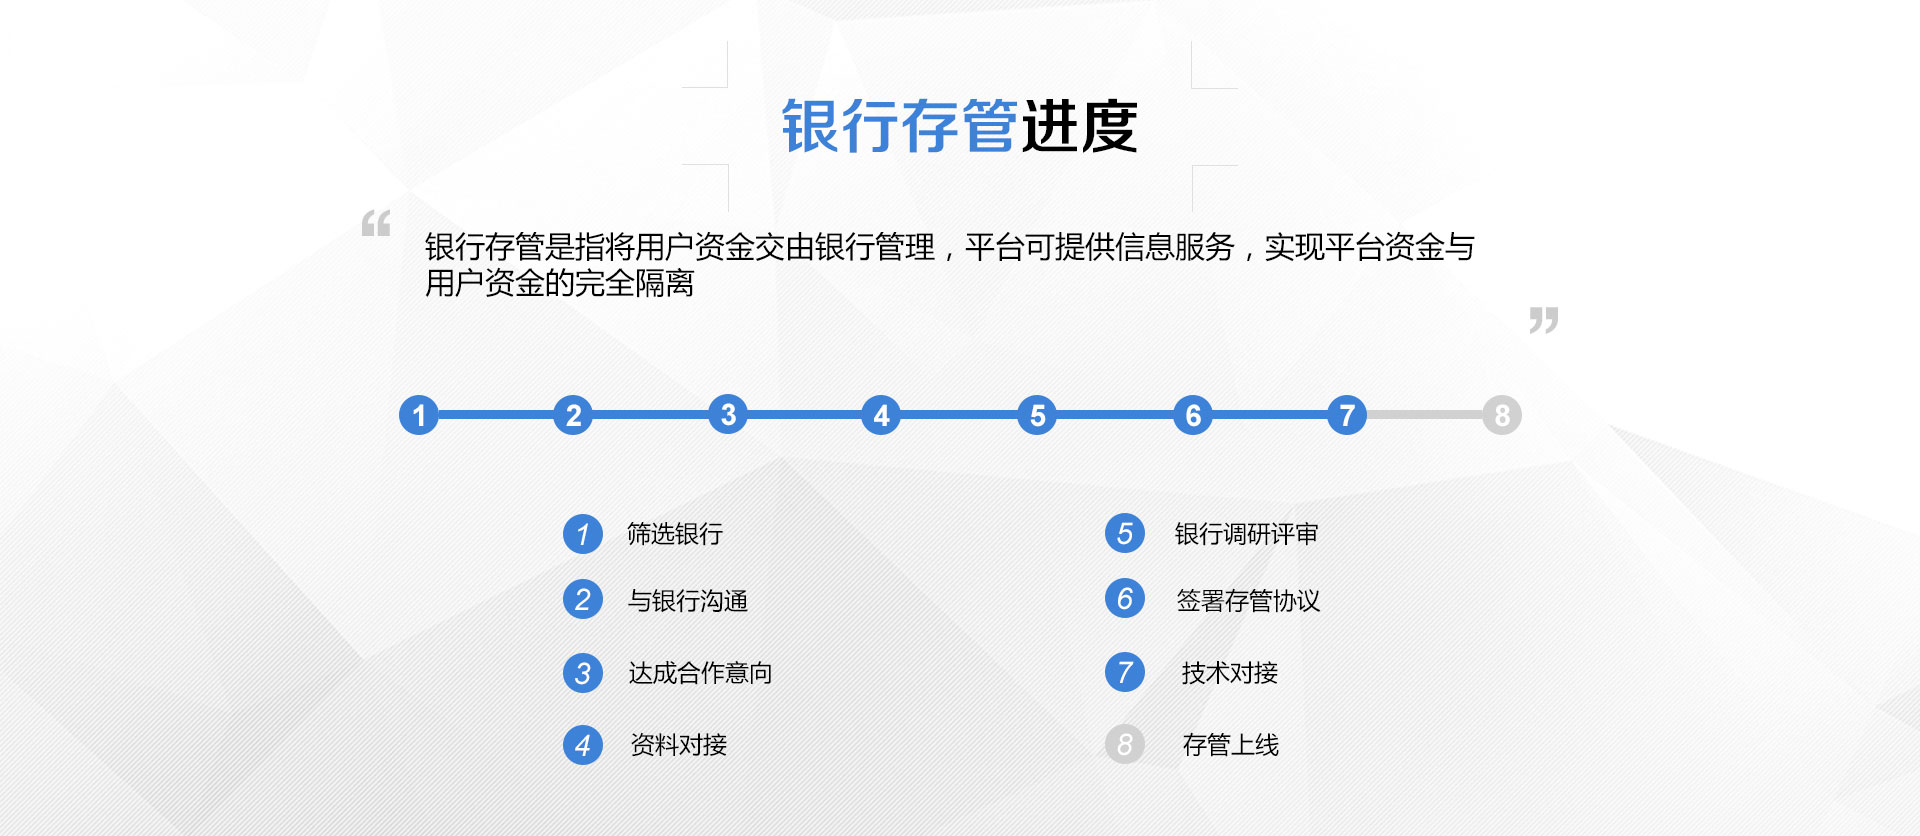 银行存管进度
“
银行存管是指将用户资金交由银行管理，平台可提供信息服务，实现平台资金与
用户资金的完全隔离
”
1 2 3 4 5 6 7 8
1 筛选银行
2 与银行沟通
3 达成合作意向
4 资料对接
5 银行调研评审
6 签署存管协议
7 技术对接
8 存管上线